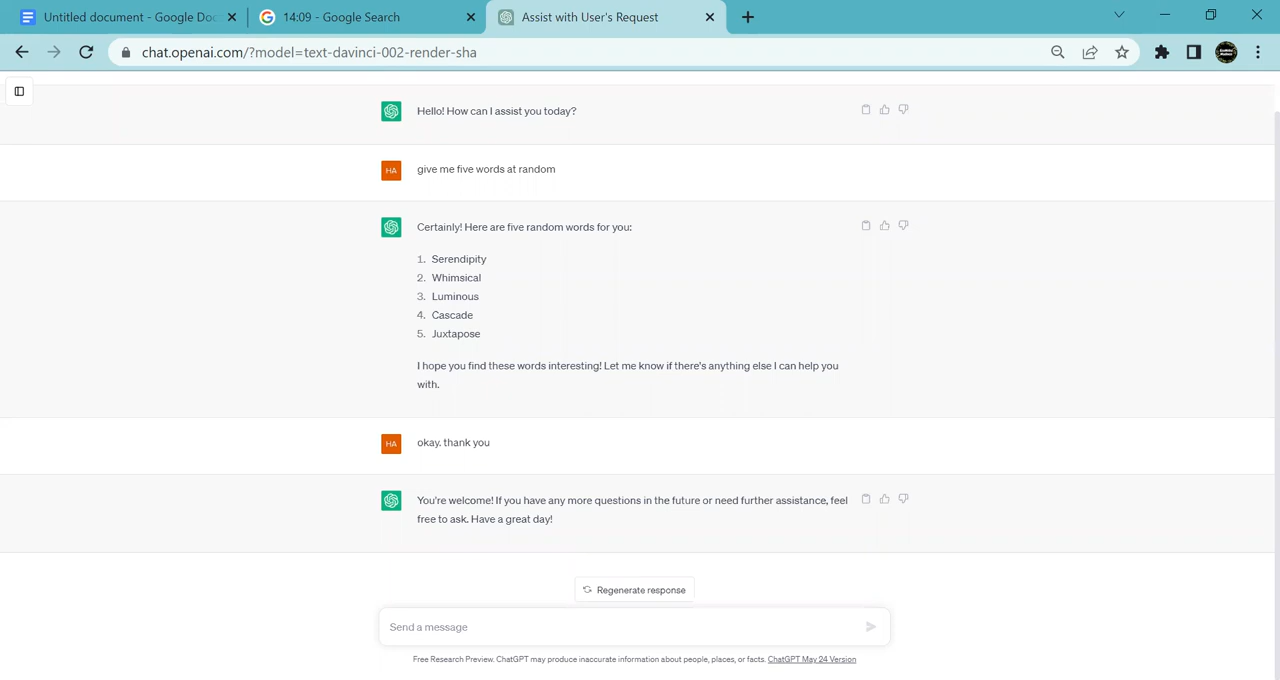 Untitled document - Google Doc
14:09 - Google Search
Assist with User's Request
chat.openai.com/?model=text-davinci-002-render-sha
Hello! How can I assist you today?
HA
give me five words at random
Certainly! Here are five random words for you:
1. Serendipity
2. Whimsical
3. Luminous
4. Cascade
5. Juxtapose
I hope you find these words interesting! Let me know if there's anything else I can help you
with.
HA
okay. thank you
You're welcome! If you have any more questions in the future or need further assistance, feel
free to ask. Have a great day!
Regenerate response
Send a message
Free Research Preview. ChatGPT may produce inaccurate information about people, places, or facts. ChatGPT May 24 Version